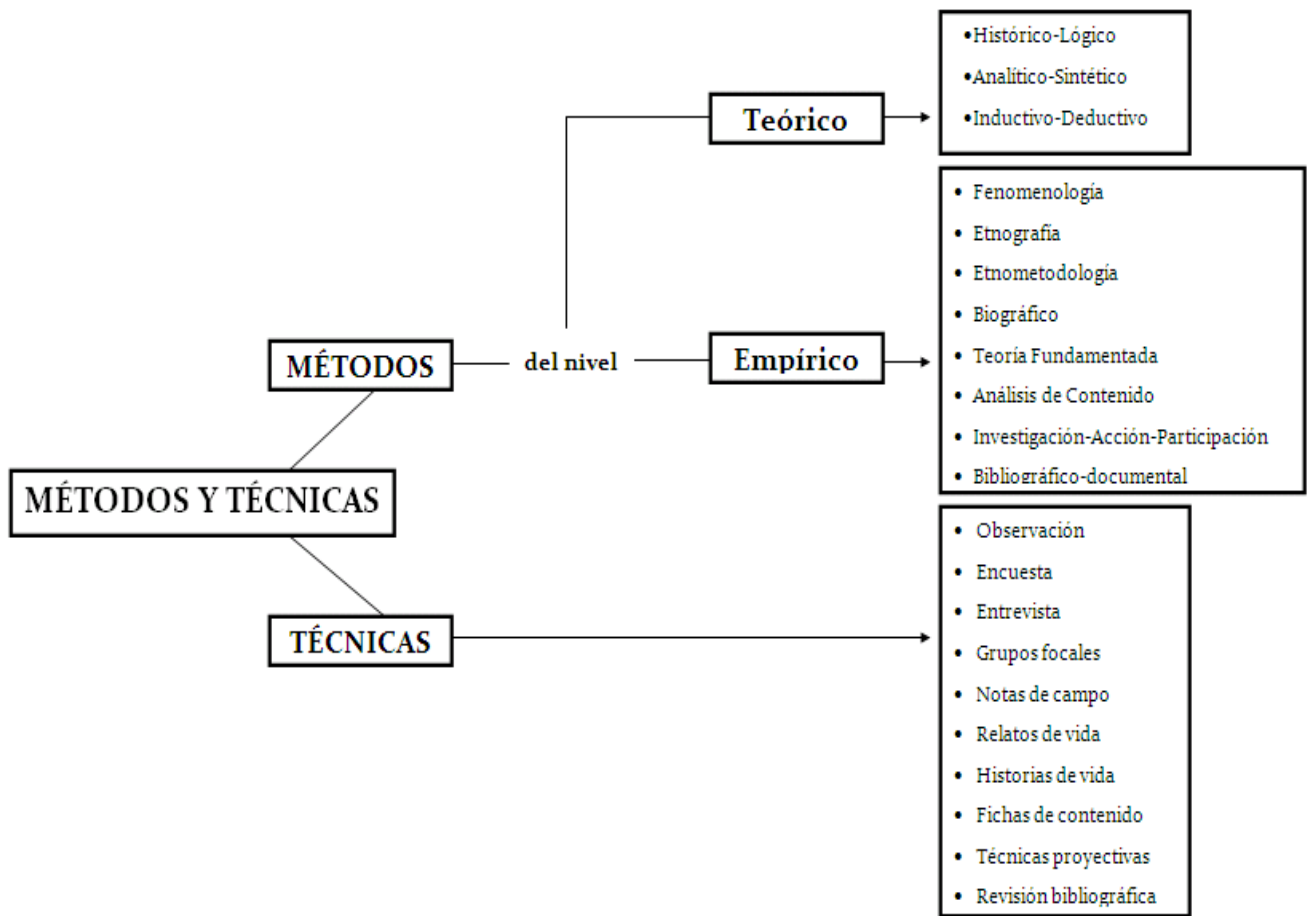 •Histórico-Lógico
•Analítico-Sintético
•Inductivo-Deductivo
Teórico
• Fenomenología
• Etnografía
• Etnometodología
• Biográfico
• Teoría Fundamentada
• Análisis de Contenido
• Investigación-Acción-Participación
• Bibliográfico-documental
MÉTODOS
del nivel
Empírico
MÉTODOS Y TÉCNICAS
TÉCNICAS
• Observación
• Encuesta
• Entrevista
• Grupos focales
• Notas de campo
• Relatos de vida
• Historias de vida
• Fichas de contenido
• Técnicas proyectivas
• Revisión bibliográfica